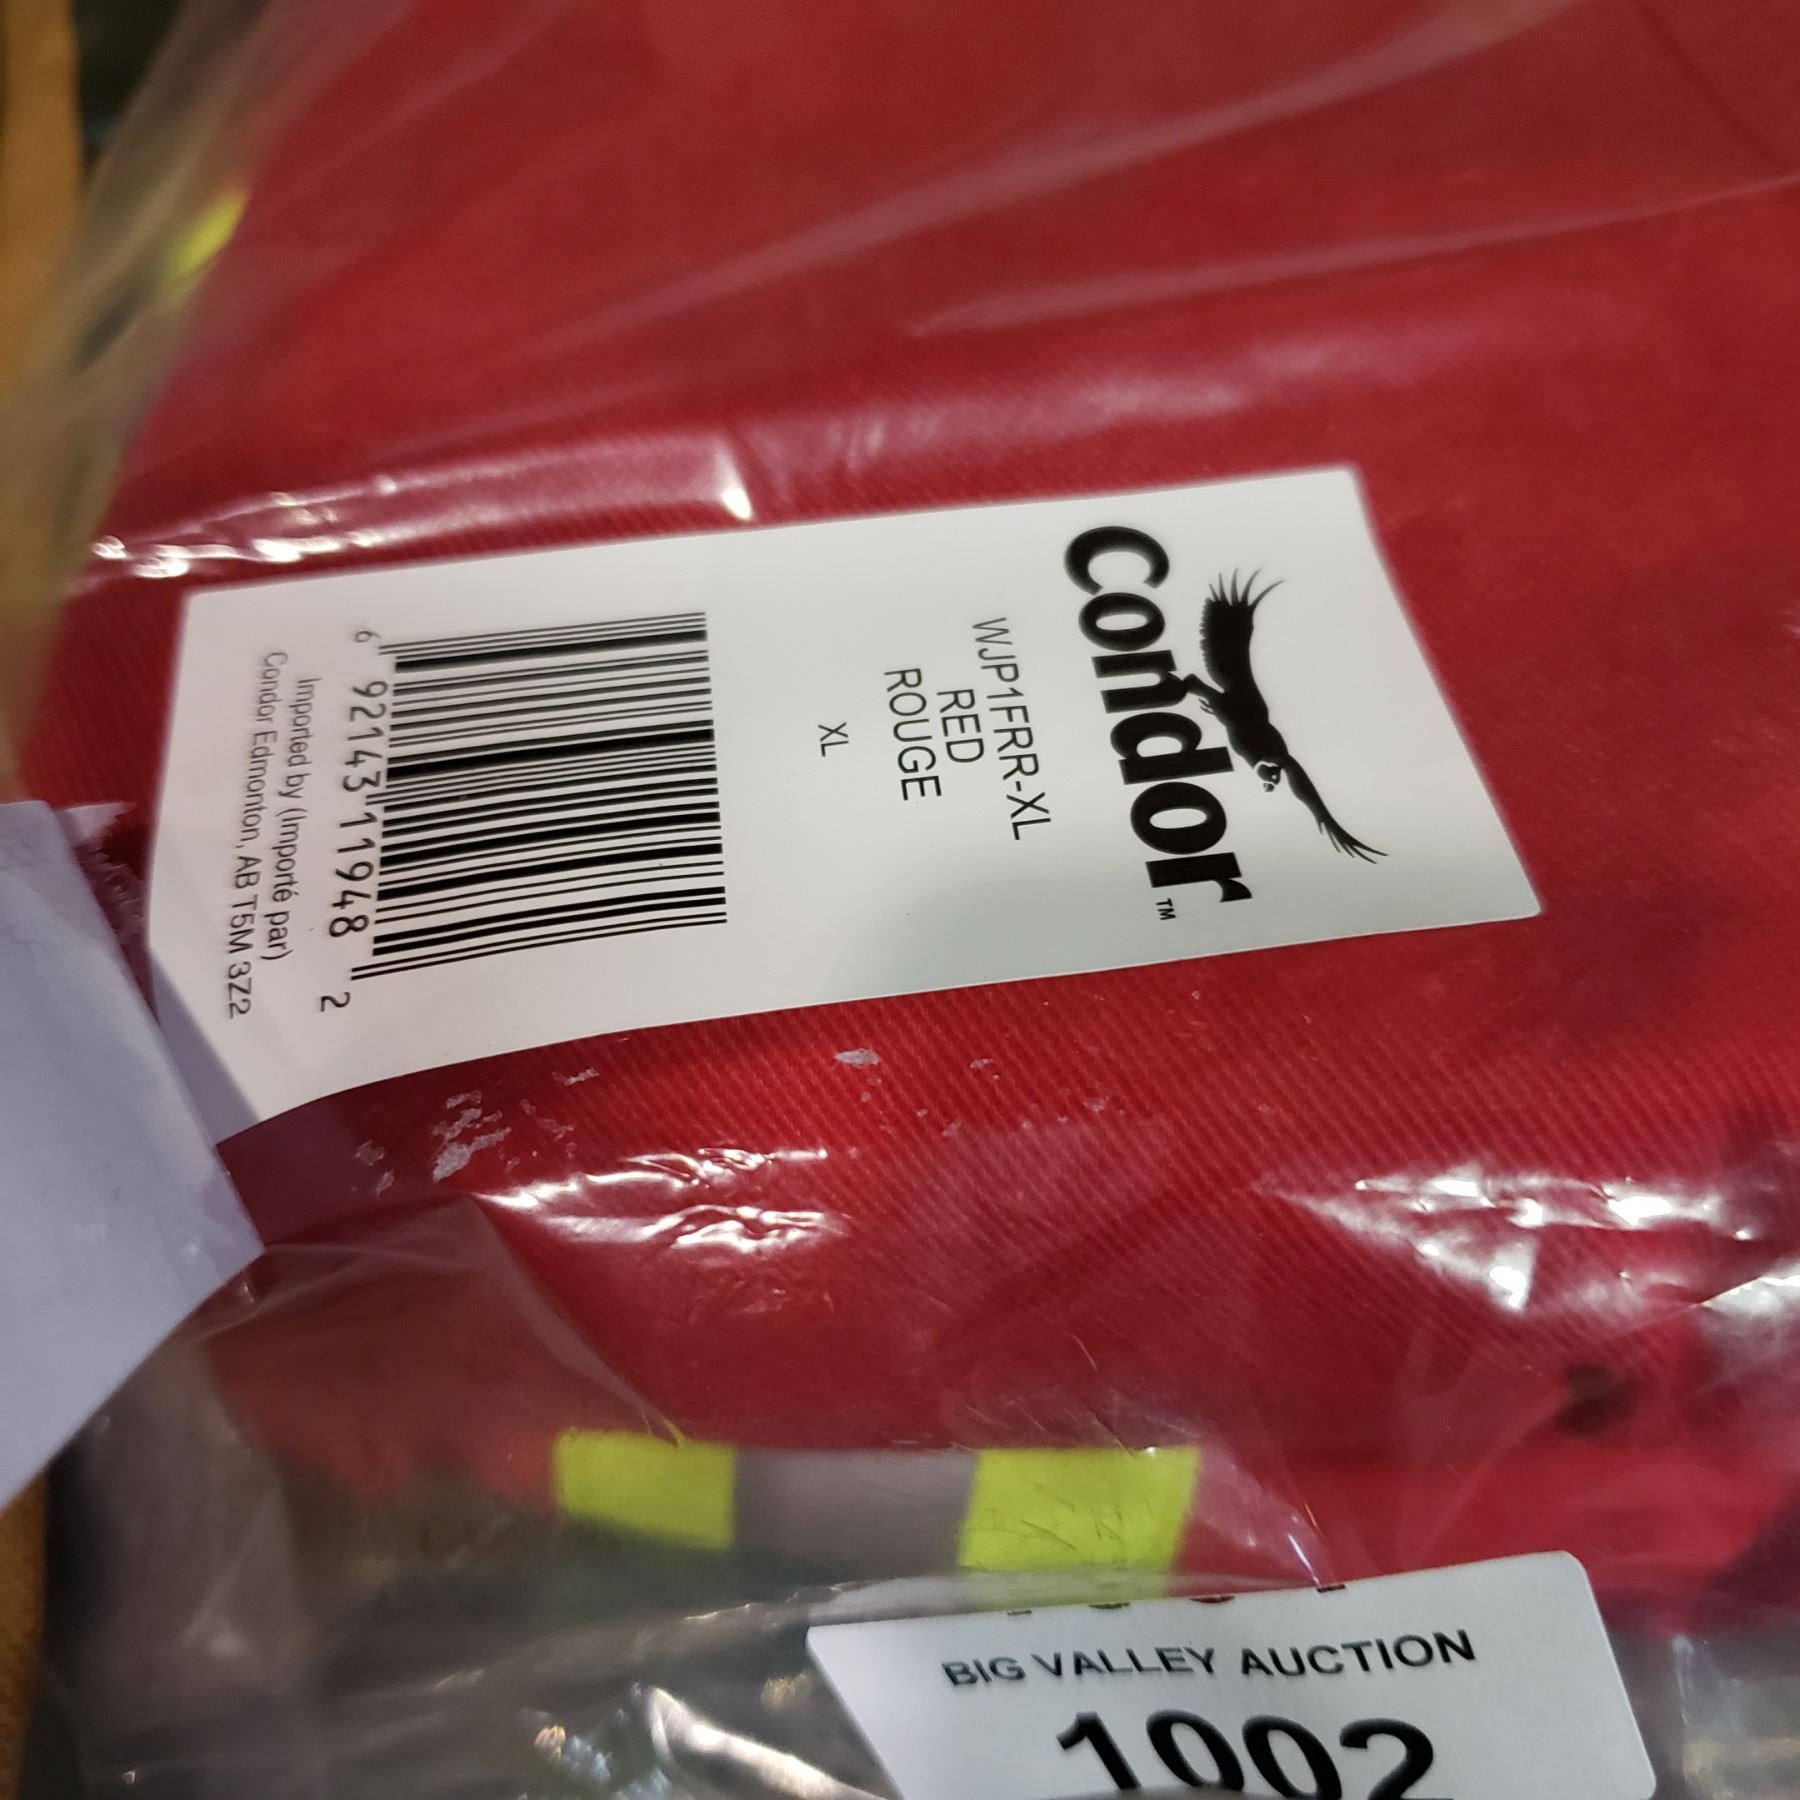 Condor™
WJP1FRR-XL
RED
ROUGE
XL
6 92143 11948 2
Imported by (Importé par)
Condor Edmonton, AB T5M 3Z2
BIG VALLEY AUCTION
1002